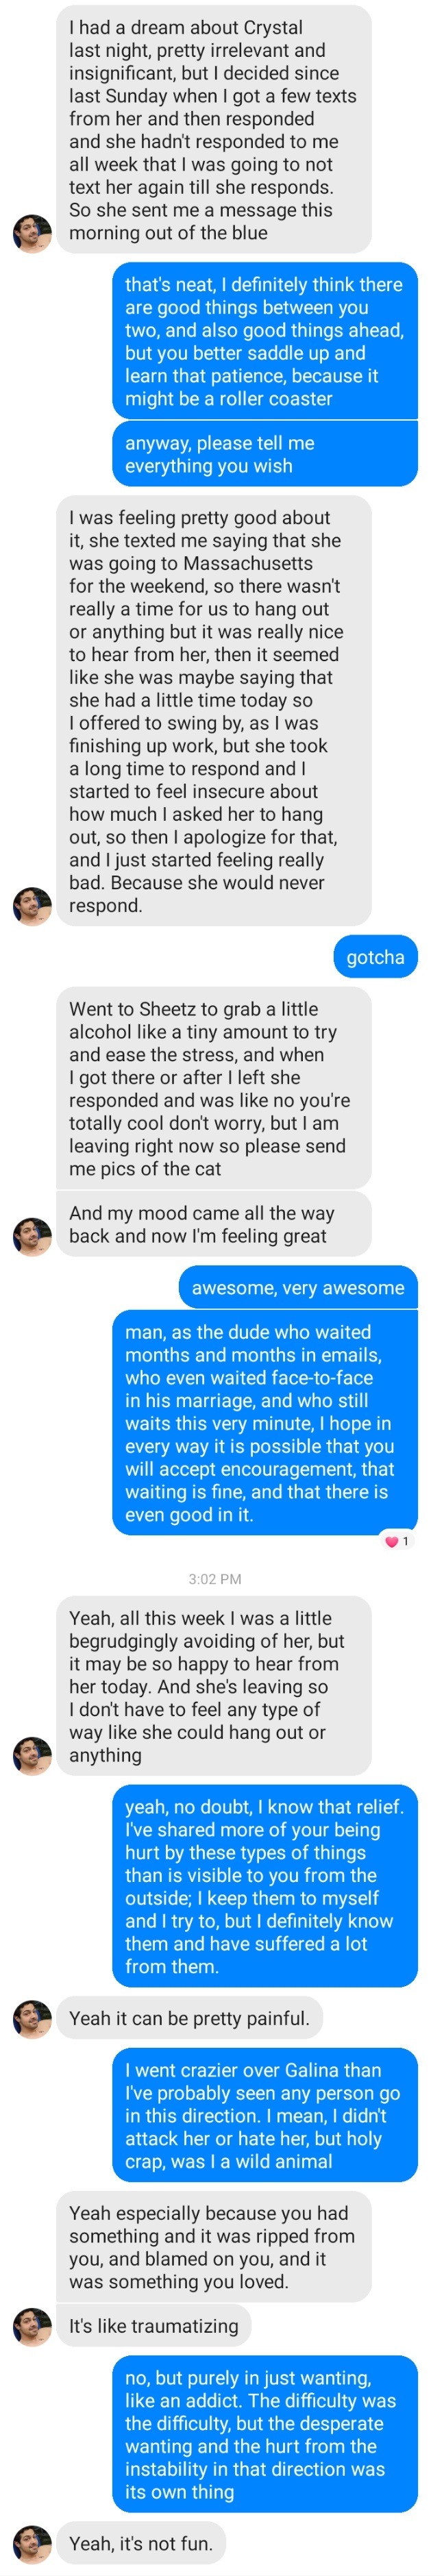 I had a dream about Crystal
last night, pretty irrelevant and
insignificant, but I decided since
last Sunday when I got a few texts
from her and then responded
and she hadn't responded to me
all week that I was going to not
text her again till she responds.
So she sent me a message this
morning out of the blue
that's neat, I definitely think there
are good things between you
two, and also good things ahead,
but you better saddle up and
learn that patience, because it
might be a roller coaster
anyway, please tell me
everything you wish
I was feeling pretty good about
it, she texted me saying that she
was going to Massachusetts
for the weekend, so there wasn't
really a time for us to hang out
or anything but it was really nice
to hear from her, then it seemed
like she was maybe saying that
she had a little time today so
I offered to swing by, as I was
finishing up work, but she took
a long time to respond and I
started to feel insecure about
how much I asked her to hang
out, so then I apologize for that,
and I just started feeling really
bad. Because she would never
respond.
gotcha
Went to Sheetz to grab a little
alcohol like a tiny amount to try
and ease the stress, and when
I got there or after I left she
responded and was like no you're
totally cool don't worry, but I am
leaving right now so please send
me pics of the cat
And my mood came all the way
back and now I'm feeling great
awesome, very awesome
man, as the dude who waited
months and months in emails,
who even waited face-to-face
in his marriage, and who still
waits this very minute, I hope in
every way it is possible that you
will accept encouragement, that
waiting is fine, and that there is
even good in it.
1
3:02 PM
Yeah, all this week I was a little
begrudgingly avoiding of her, but
it may be so happy to hear from
her today. And she's leaving so
I don't have to feel any type of
way like she could hang out or
anything
yeah, no doubt, I know that relief.
I've shared more of your being
hurt by these types of things
than is visible to you from the
outside; I keep them to myself
and I try to, but I definitely know
them and have suffered a lot
from them.
Yeah it can be pretty painful.
I went crazier over Galina than
I've probably seen any person go
in this direction. I mean, I didn't
attack her or hate her, but holy
crap, was I a wild animal
Yeah especially because you had
something and it was ripped from
you, and blamed on you, and it
was something you loved.
It's like traumatizing
no, but purely in just wanting,
like an addict. The difficulty was
the difficulty, but the desperate
wanting and the hurt from the
instability in that direction was
its own thing
Yeah, it's not fun.